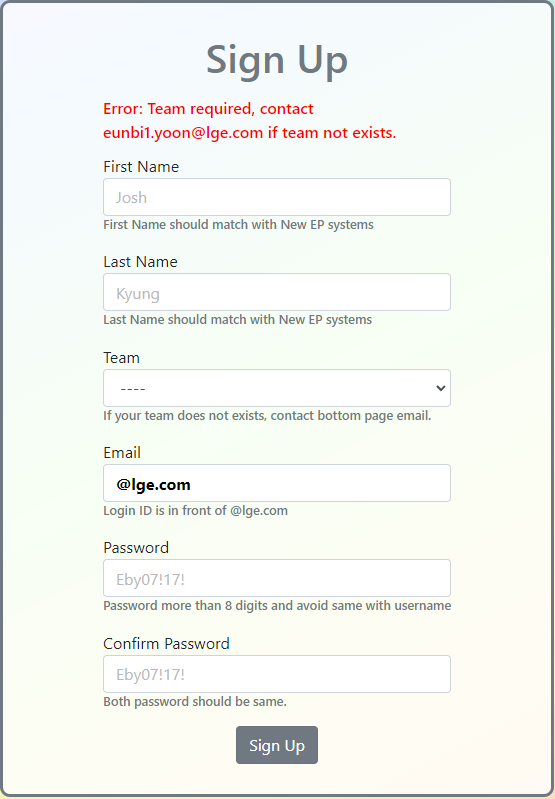 Sign Up
Error: Team required, contact
eunbi1.yoon@lge.com if team not exists.
First Name
Josh
First Name should match with New EP systems
Last Name
Kyung
Last Name should match with New EP systems
Team
----
If your team does not exists, contact bottom page email.
Email
@lge.com
Login ID is in front of @lge.com
Password
Eby07!17!
Password more than 8 digits and avoid same with username
Confirm Password
Eby07!17!
Both password should be same.
Sign Up